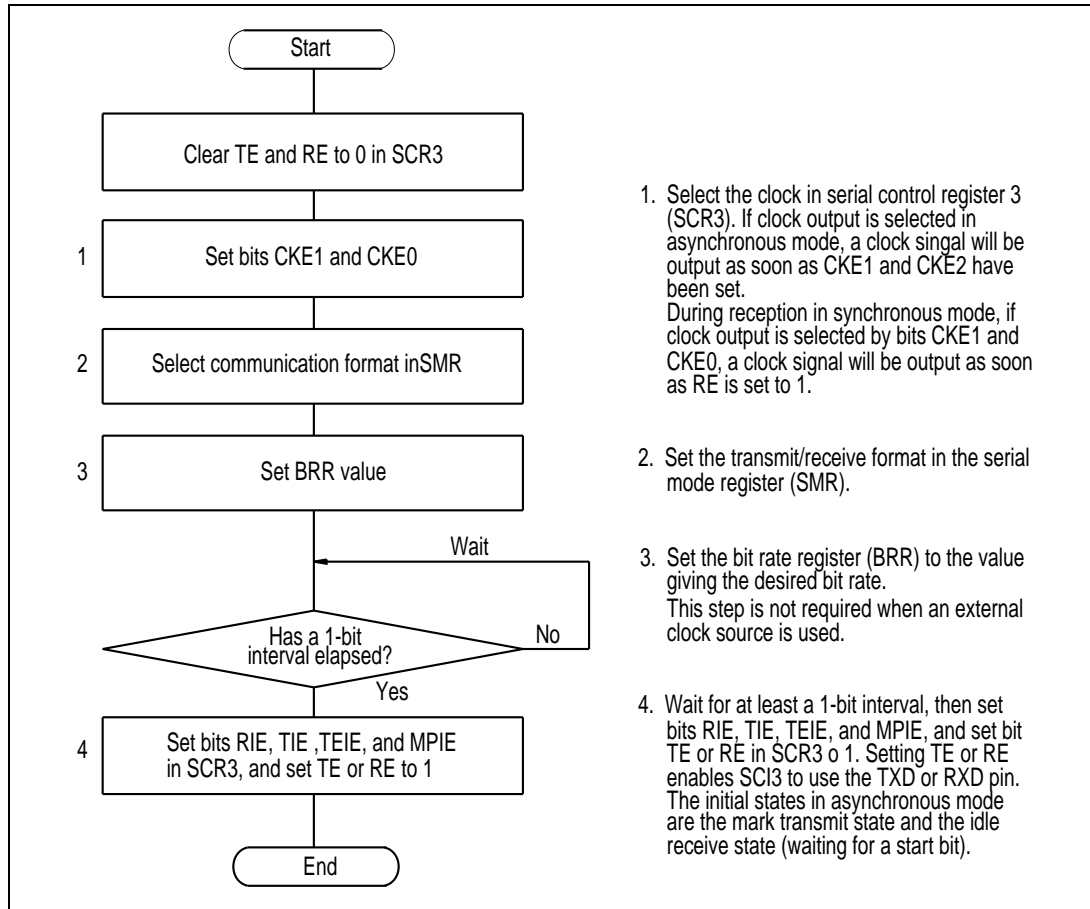 Start
Clear TE and RE to 0 in SCR3
1
Set bits CKE1 and CKE0
2
Select communication format inSMR
3
Set BRR value
Wait
Has a 1-bit
interval elapsed?
No
Yes
4
Set bits RIE, TIE ,TEIE, and MPIE
in SCR3, and set TE or RE to 1
End
1. Select the clock in serial control register 3
(SCR3). If clock output is selected in
asynchronous mode, a clock singal will be
output as soon as CKE1 and CKE2 have
been set.
During reception in synchronous mode, if
clock output is selected by bits CKE1 and
CKE0, a clock signal will be output as soon
as RE is set to 1.
2. Set the transmit/receive format in the serial
mode register (SMR).
3. Set the bit rate register (BRR) to the value
giving the desired bit rate.
This step is not required when an external
clock source is used.
4. Wait for at least a 1-bit interval, then set
bits RIE, TIE, TEIE, and MPIE, and set bit
TE or RE in SCR3 o 1. Setting TE or RE
enables SCI3 to use the TXD or RXD pin.
The initial states in asynchronous mode
are the mark transmit state and the idle
receive state (waiting for a start bit).